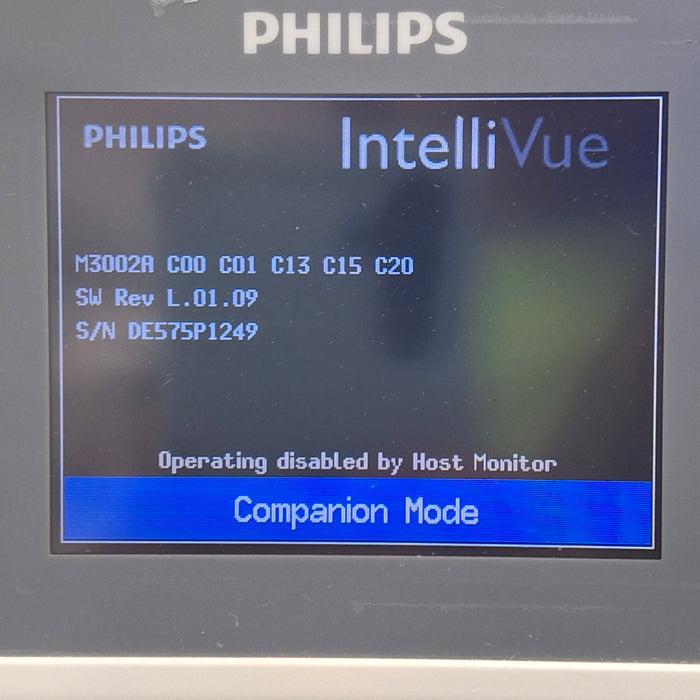 PHILIPS
PHILIPS IntelliVue
M3002A C00 C01 C13 C15 C20
SW Rev L.01.09
S/N DE575P1249
Operating disabled by Host Monitor
Companion Mode